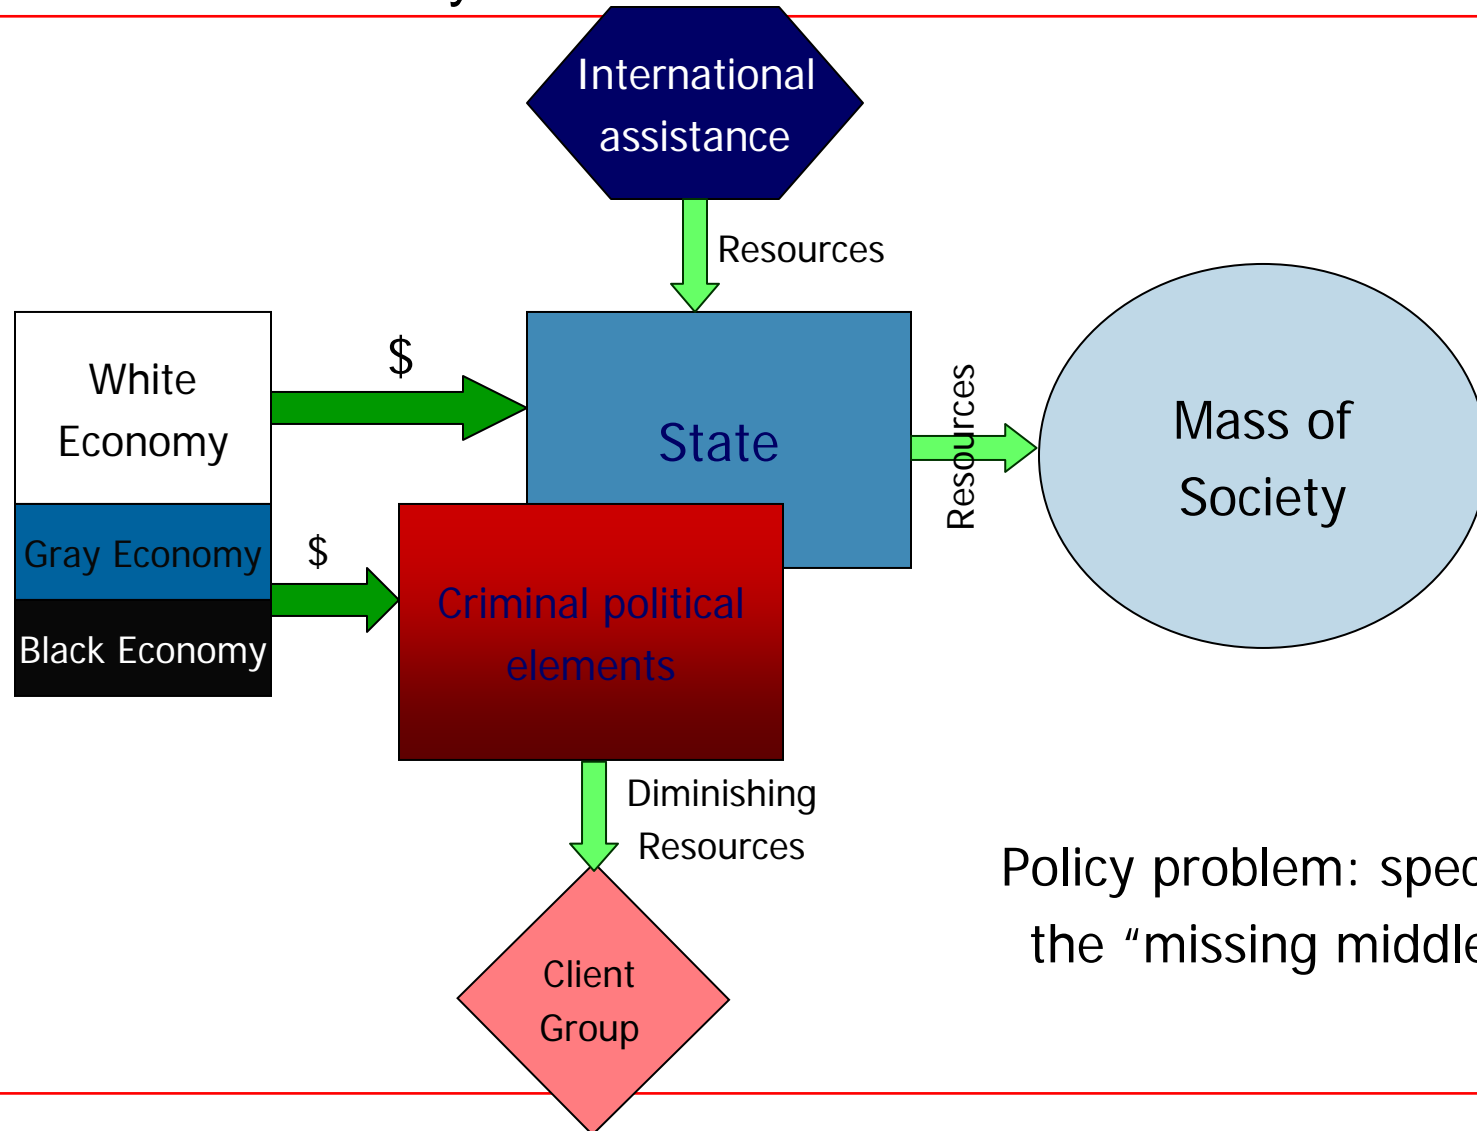 International
assistance
Resources
$
White
Economy
State
Resources
Mass of
Society
Gray Economy
$
Black Economy
Criminal political
elements
Diminishing
Resources
Policy problem:
the “missing middle
Client
Group